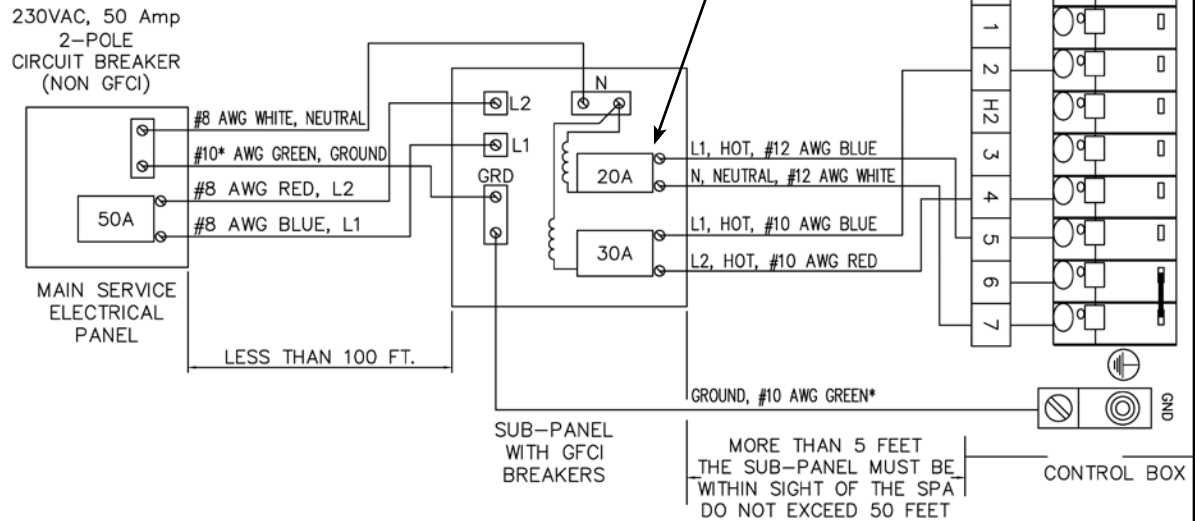 230VAC, 50 Amp
2-POLE
CIRCUIT BREAKER
(NON GFCI)
#8 AWG WHITE, NEUTRAL
#10* AWG GREEN, GROUND
#8 AWG RED, L2
#8 AWG BLUE, L1
50A
MAIN SERVICE
ELECTRICAL
PANEL
LESS THAN 100 FT.
N
L2
L1
GRD
20A
30A
SUB-PANEL
WITH GFCI
BREAKERS
L1, HOT, #12 AWG BLUE
N, NEUTRAL, #12 AWG WHITE
L1, HOT, #10 AWG BLUE
L2, HOT, #10 AWG RED
GROUND, #10 AWG GREEN*
MORE THAN 5 FEET
THE SUB-PANEL MUST BE
WITHIN SIGHT OF THE SPA
DO NOT EXCEED 50 FEET
1
2
H2
3
4
5
6
7
GND
CONTROL BOX